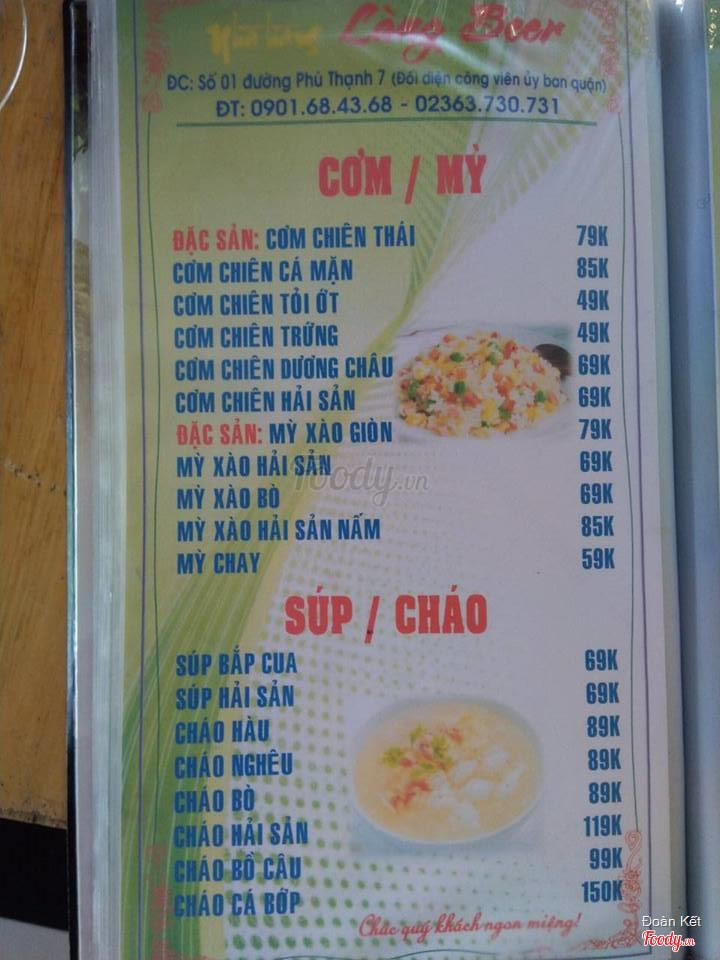 Nhà hàng Làng Beer
ĐC: Số 01 đường Phù Thạnh 7 (Đối diện công viên ủy ban quận)
ĐT: 0901.68.43.68 - 02363.730.731
CƠM / MỲ
ĐẶC SẢN: CƠM CHIÊN THÁI 79K
CƠM CHIÊN CÁ MẶN 85K
CƠM CHIÊN TỎI ỚT 49K
CƠM CHIÊN TRỨNG 49K
CƠM CHIÊN DƯƠNG CHÂU 69K
CƠM CHIÊN HẢI SẢN 69K
ĐẶC SẢN: MỲ XÀO GIÒN 79K
MỲ XÀO HẢI SẢN 69K
Foody.vn
MỲ XÀO BÒ 69K
MỲ XÀO HẢI SẢN NẤM 85K
MỲ CHAY 59K
SÚP / CHÁO
SÚP BẮP CUA 69K
SÚP HẢI SẢN 69K
CHÁO HÀU 89K
CHÁO NGHÊU 89K
CHÁO BÒ 89K
CHÁO HẢI SẢN 119K
CHÁO BỒ CÂU 99K
CHÁO CÁ BỚP 150K
Chúc quý khách ngon miệng!
Đoàn Kết
Foody.vn